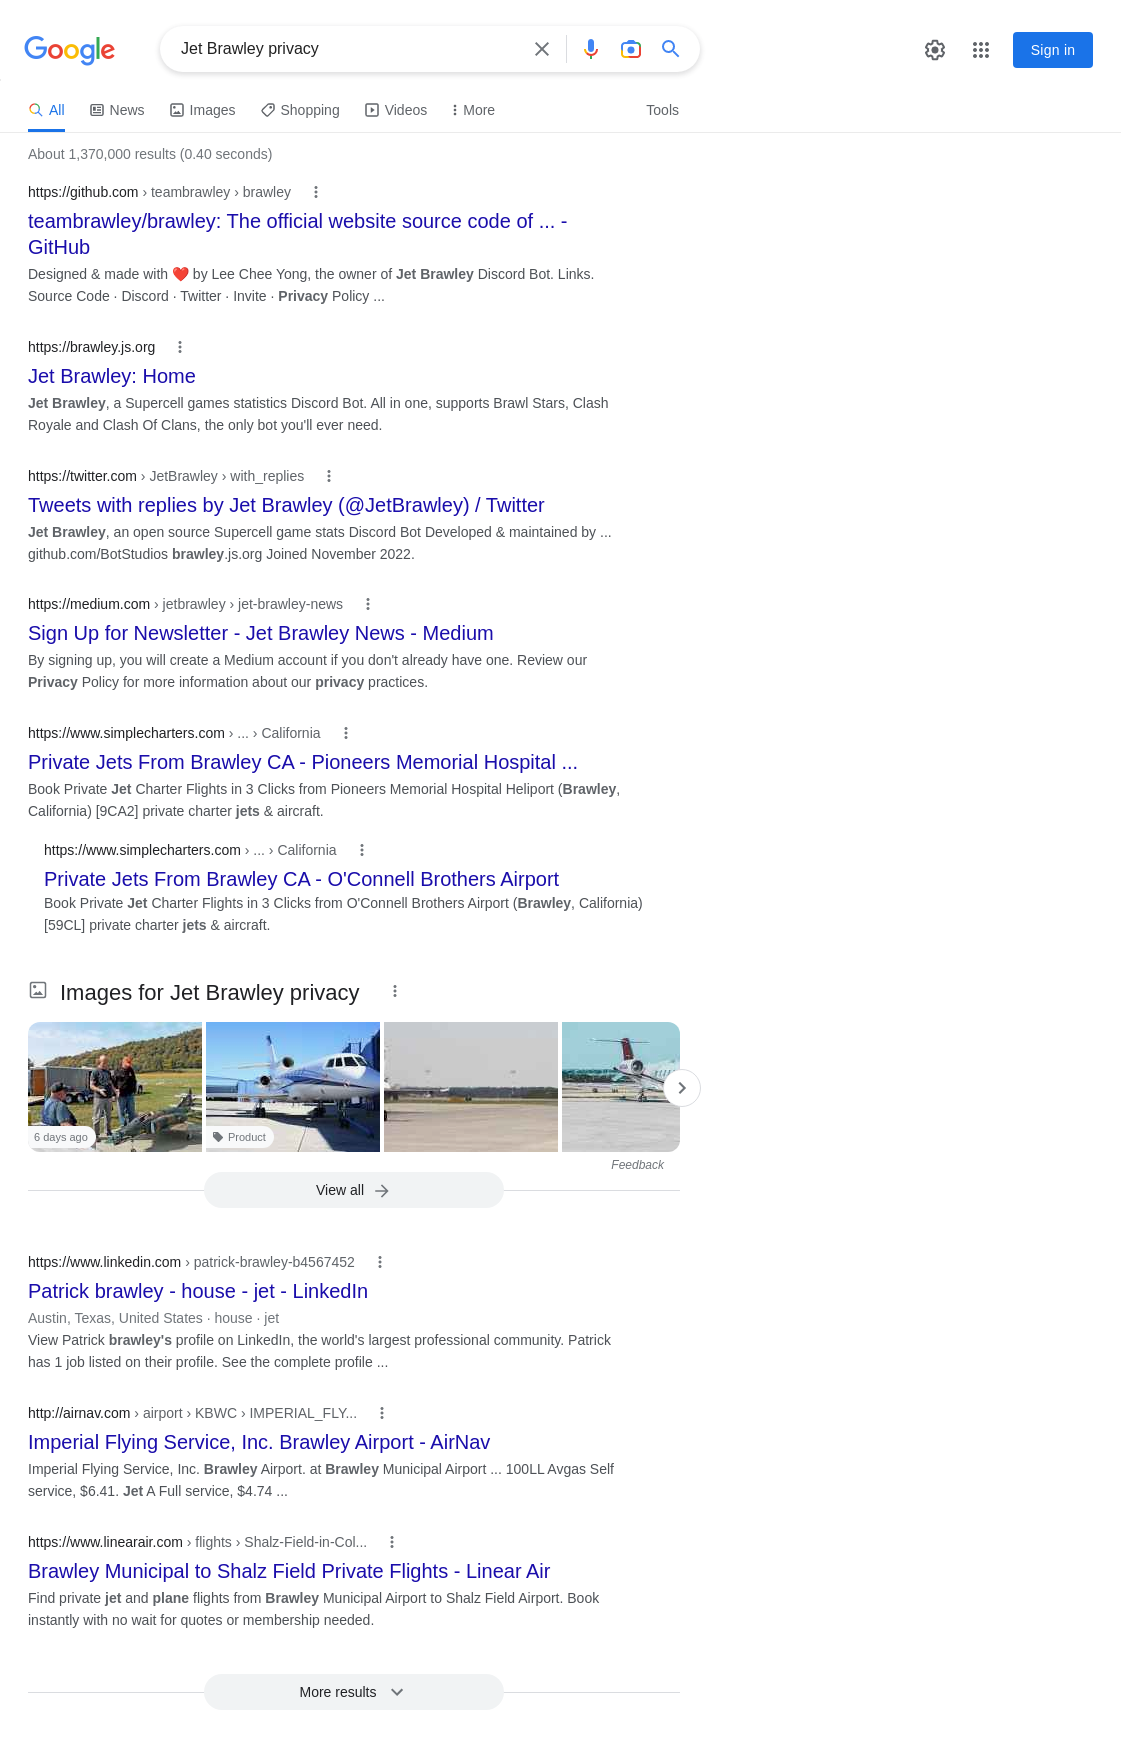 Google
Jet Brawley privacy
Sign in
All
News
Images
Shopping
Videos
More
Tools
About 1,370,000 results (0.40 seconds)
https://github.com › teambrawley › brawley
teambrawley/brawley: The official website source code of ... -
GitHub
Designed & made with ❤️ by Lee Chee Yong, the owner of Jet Brawley Discord Bot. Links.
Source Code · Discord · Twitter · Invite · Privacy Policy ...
https://brawley.js.org
Jet Brawley: Home
Jet Brawley, a Supercell games statistics Discord Bot. All in one, supports Brawl Stars, Clash
Royale and Clash Of Clans, the only bot you'll ever need.
https://twitter.com › JetBrawley › with_replies
Tweets with replies by Jet Brawley (@JetBrawley) / Twitter
Jet Brawley, an open source Supercell game stats Discord Bot Developed & maintained by ...
github.com/BotStudios brawley.js.org Joined November 2022.
https://medium.com › jetbrawley › jet-brawley-news
Sign Up for Newsletter - Jet Brawley News - Medium
By signing up, you will create a Medium account if you don't already have one. Review our
Privacy Policy for more information about our privacy practices.
https://www.simplecharters.com › ... › California
Private Jets From Brawley CA - Pioneers Memorial Hospital ...
Book Private Jet Charter Flights in 3 Clicks from Pioneers Memorial Hospital Heliport (Brawley,
California) [9CA2] private charter jets & aircraft.
https://www.simplecharters.com › ... › California
Private Jets From Brawley CA - O'Connell Brothers Airport
Book Private Jet Charter Flights in 3 Clicks from O'Connell Brothers Airport (Brawley, California)
[59CL] private charter jets & aircraft.
Images for Jet Brawley privacy
6 days ago
Product
Feedback
View all
https://www.linkedin.com › patrick-brawley-b4567452
Patrick brawley - house - jet - LinkedIn
Austin, Texas, United States · house · jet
View Patrick brawley's profile on LinkedIn, the world's largest professional community. Patrick
has 1 job listed on their profile. See the complete profile ...
http://airnav.com › airport › KBWC › IMPERIAL_FLY...
Imperial Flying Service, Inc. Brawley Airport - AirNav
Imperial Flying Service, Inc. Brawley Airport. at Brawley Municipal Airport ... 100LL Avgas Self
service, $6.41. Jet A Full service, $4.74 ...
https://www.linearair.com › flights › Shalz-Field-in-Col...
Brawley Municipal to Shalz Field Private Flights - Linear Air
Find private jet and plane flights from Brawley Municipal Airport to Shalz Field Airport. Book
instantly with no wait for quotes or membership needed.
More results